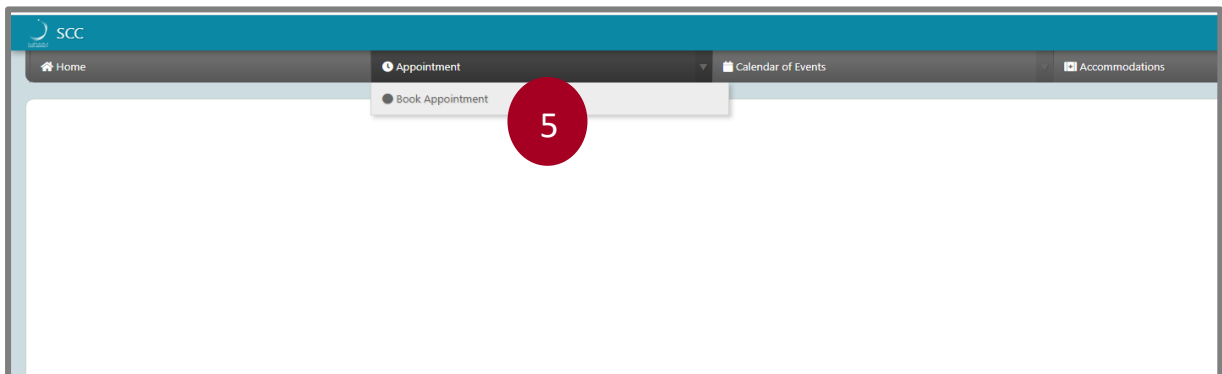 SCC
Home
Appointment
Calendar of Events
Accommodations
Book Appointment
5